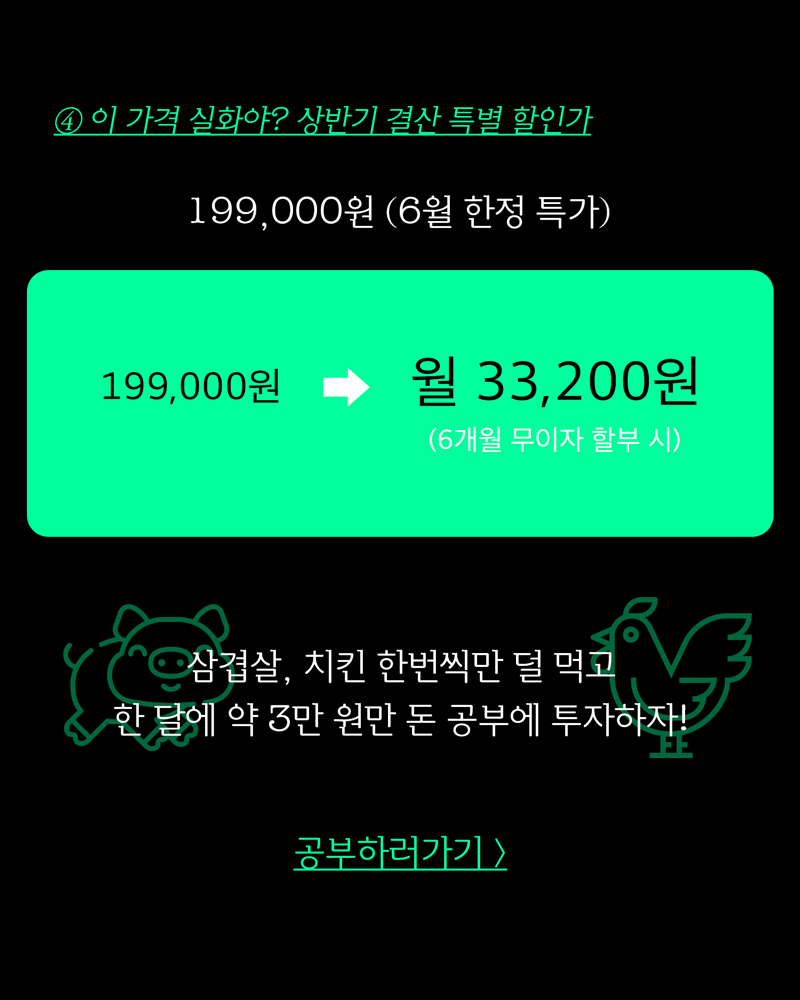 ④ 이 가격 실화야? 상반기 결산 특별 할인가
199,000원 (6월 한정 특가)
199,000원 ➡ 월 33,200원
(6개월 무이자 할부 시)
삼겹살, 치킨 한번씩만 덜 먹고
한 달에 약 3만 원만 돈 공부에 투자하자!
공부하러가기 〉